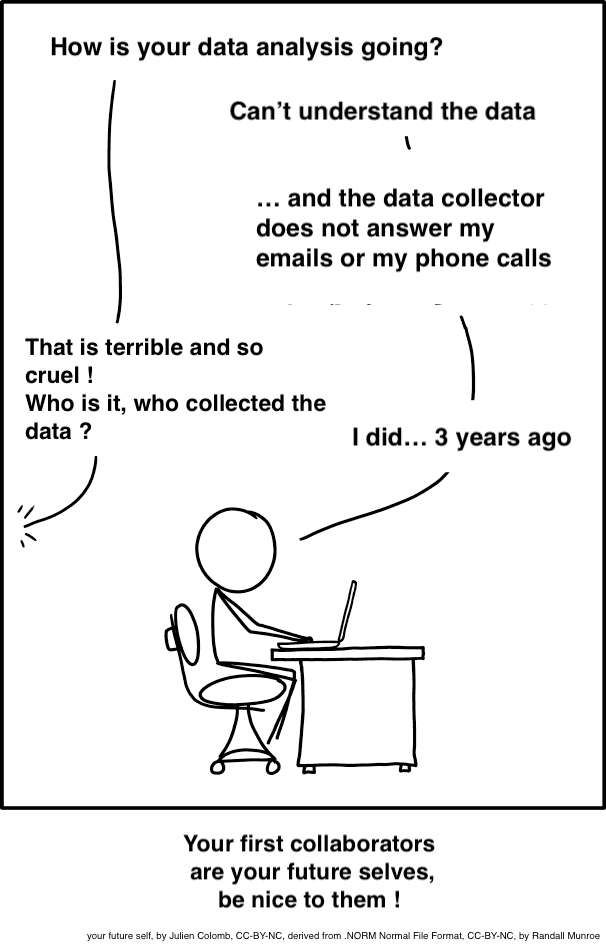 How is your data analysis going?
Can't understand the data
… and the data collector
does not answer my
emails or my phone calls
That is terrible and so
cruel !
Who is it, who collected the
data ?
I did… 3 years ago
Your first collaborators
are your future selves,
be nice to them !
your future self, by Julien Colomb, CC-BY-NC, derived from .NORM Normal File Format, CC-BY-NC, by Randall Munroe